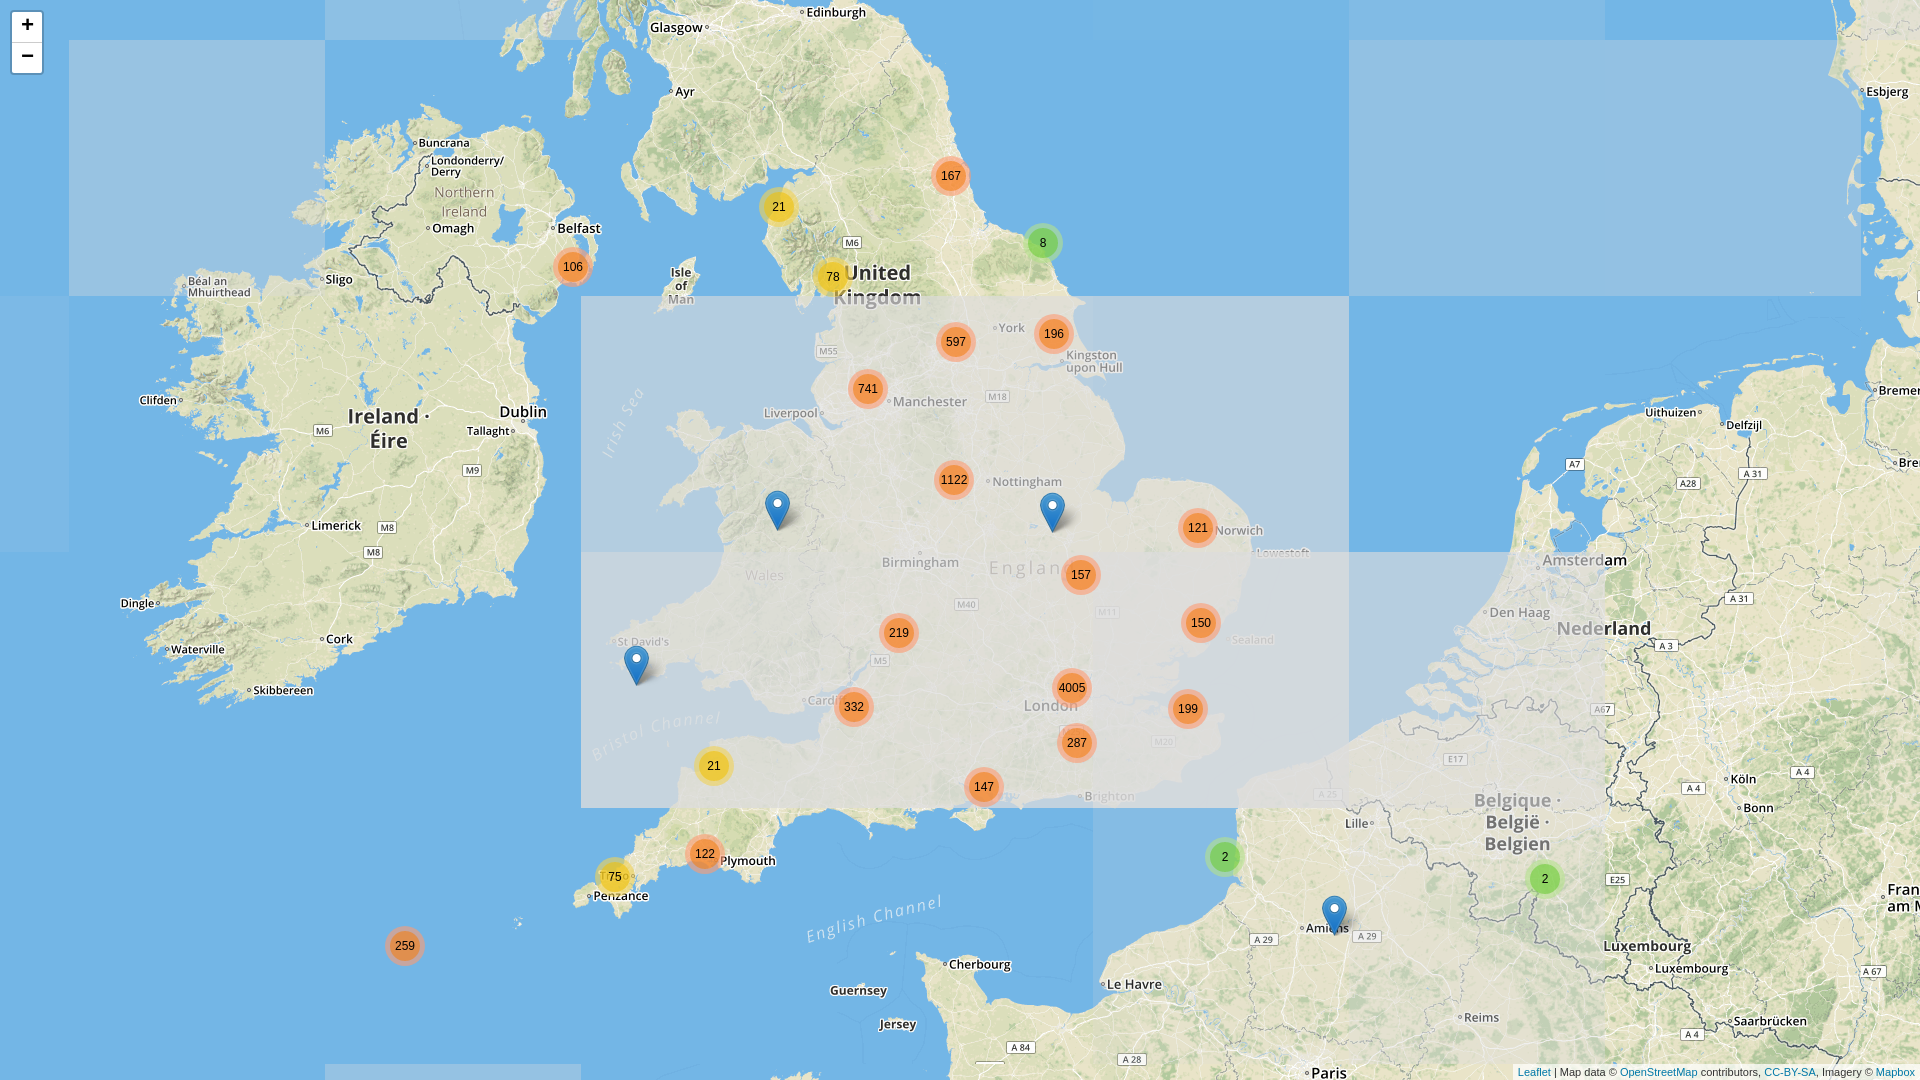 +
−
Edinburgh
Glasgow
Ayr
Esbjerg
Buncrana
Londonderry/
Derry
167
Northern
Ireland
21
Omagh
Belfast
M6
8
106
78
United
Kingdom
Isle
of
Man
Sligo
Béal an
Mhuirthead
York
196
597
M55
Kingston
upon Hull
741
M18
Manchester
Clifden
Liverpool
Irish Sea
Ireland ·
Éire
Dublin
Tallaght
M6
M9
Uithuizen
Delfzijl
Bremer
A7
A 31
A28
Bre
1122
Nottingham
Limerick
M8
M8
121
Norwich
Lowestoft
Birmingham
England
Wales
157
Amsterdam
A 31
Dingle
M40
M11
Den Haag
Nederland
Cork
Waterville
St David's
219
150
Sealand
A 3
M5
Skibbereen
4005
Cardiff
332
London
199
A67
Bristol Channel
287
M20
E17
21
147
Brighton
A 25
Köln
A 4
A 4
Bonn
Belgique ·
België ·
Belgien
Lille
122
Plymouth
75
Penzance
2
2
E25
Fran
am M
English Channel
Amiens
A 29
A 29
259
Luxembourg
Luxembourg
A 67
Cherbourg
Le Havre
Guernsey
Jersey
Reims
Saarbrücken
A 84
A 28
A 4
Paris
Leaflet | Map data © OpenStreetMap contributors, CC-BY-SA, Imagery © Mapbox